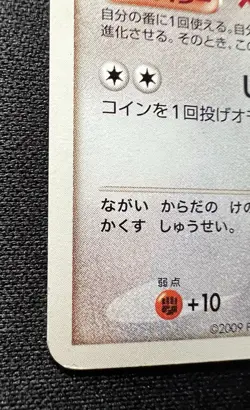 自分の番に1回使える。自分
進化させる。そのとき、この
コインを1回投げオモ
ながい からだの けの
かくす しゅうせい。
弱点
+10
©2009 P